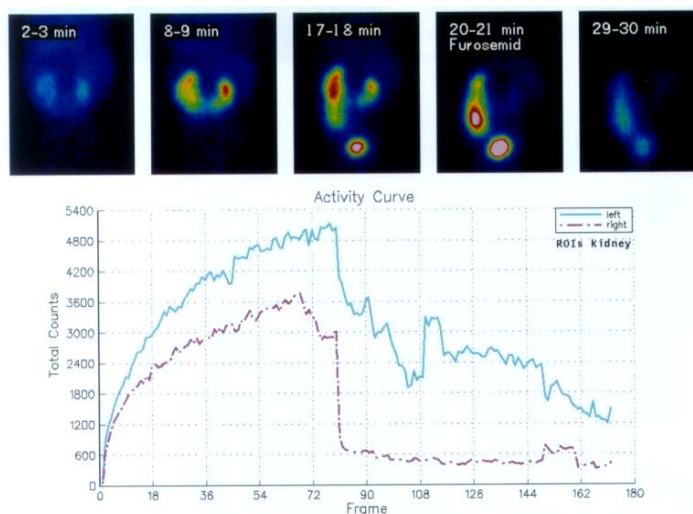 2–3 min
8–9 min
17–18 min
20–21 min
Furosemid
29–30 min
Activity Curve
5400
4800
4200
3600
3000
2400
1800
1200
600
0
Total Counts
left
right
ROIs Kidney
0 18 36 54 72 90 108 126 144 162 180
Frame